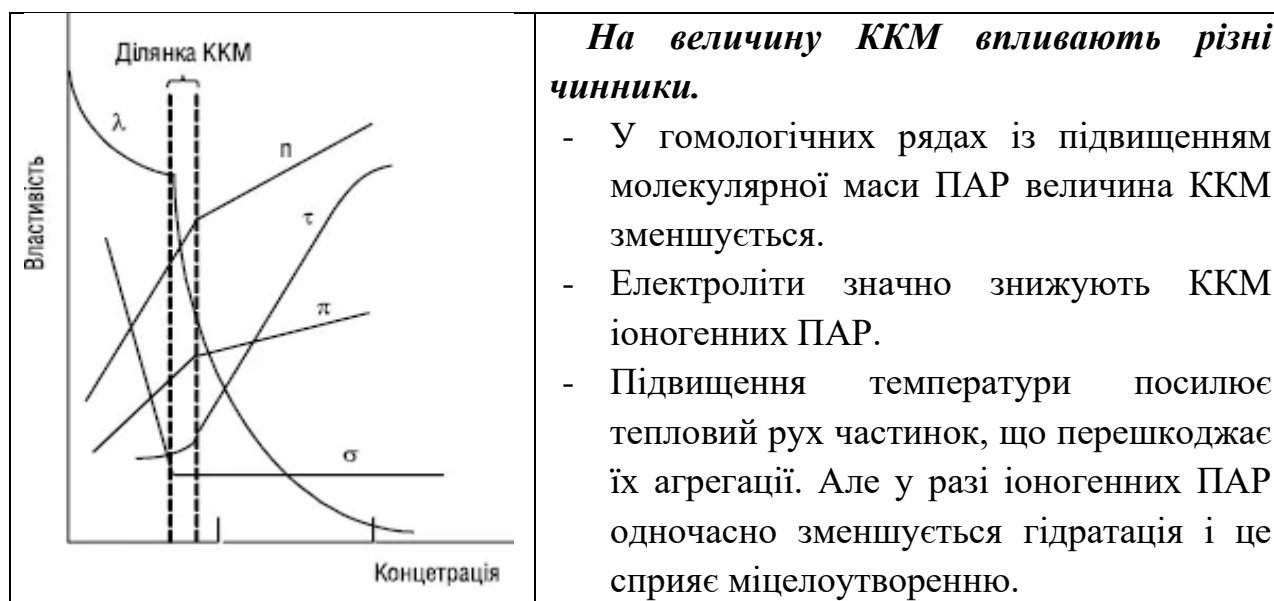 Ділянка ККМ
λ
n
τ
π
σ
Властивість
Концетрація
На величину ККМ впливають різні
чинники.
- У гомологічних рядах із підвищенням
молекулярної маси ПАР величина ККМ
зменшується.
- Електроліти значно знижують ККМ
іоногенних ПАР.
- Підвищення температури посилює
тепловий рух частинок, що перешкоджає
їх агрегації. Але у разі іоногенних ПАР
одночасно зменшується гідратація і це
сприяє міцелоутворенню.